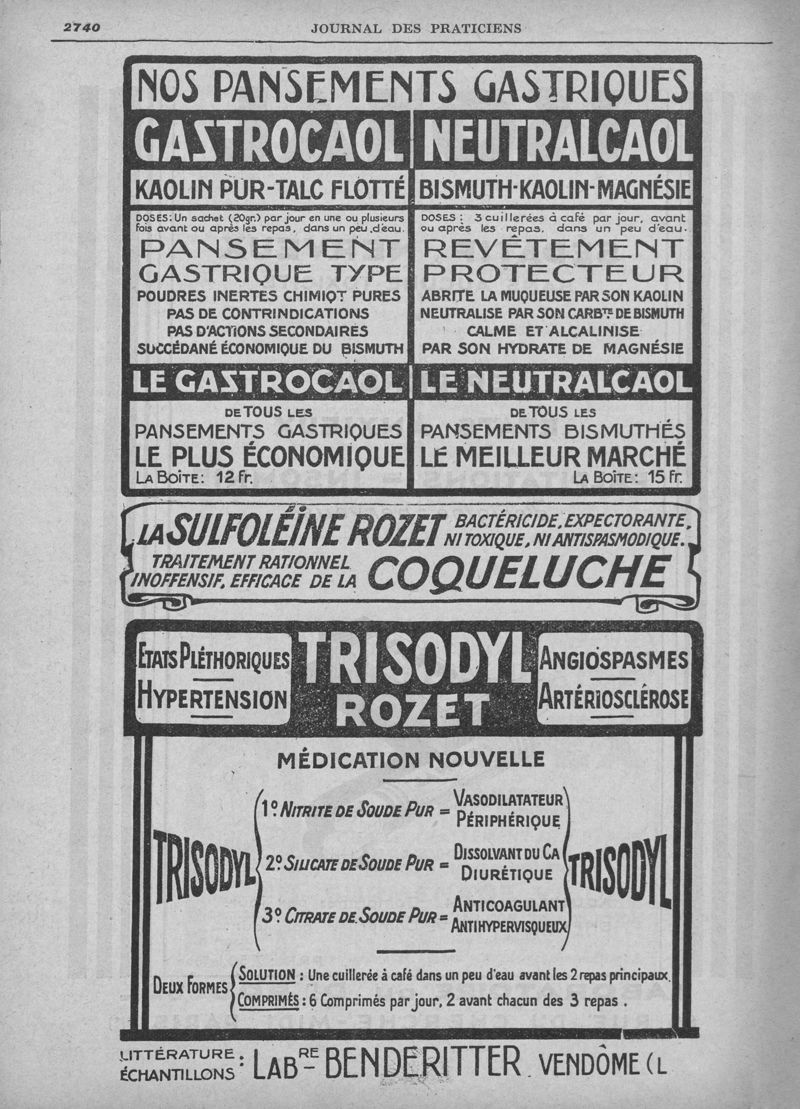 2740
JOURNAL DES PRATICIENS
NOS PANSEMENTS GASTRIQUES
GASTROCAOL
KAOLIN PUR-TALC FLOTTÉ
DOSES: Un sachet (20gr.) par jour en une ou plusieurs
fois avant ou après les repas, dans un peu d'eau.
PANSEMENT
GASTRIQUE TYPE
POUDRES INERTES CHIMIQT PURES
PAS DE CONTRINDICATIONS
PAS D'ACTIONS SECONDAIRES
SUCCÉDANÉ ÉCONOMIQUE DU BISMUTH
LE GASTROCAOL
DE TOUS LES
PANSEMENTS GASTRIQUES
LE PLUS ÉCONOMIQUE
LA BOÎTE: 12 Fr.
NEUTRALCAOL
BISMUTH-KAOLIN-MAGNÉSIE
DOSES: 3 cuillerées à café par jour, avant
ou après les repas, dans un peu d'eau.
REVÊTEMENT
PROTECTEUR
ABRITE LA MUQUEUSE PAR SON KAOLIN
NEUTRALISE PAR SON CARBTE DE BISMUTH
CALME ET ALCALINISE
PAR SON HYDRATE DE MAGNÉSIE
LE NEUTRALCAOL
DE TOUS LES
PANSEMENTS BISMUTHÉS
LE MEILLEUR MARCHÉ
LA BOÎTE: 15 Fr.
LA SULFOLÉÏNE ROZET BACTÉRICIDE, EXPECTORANTE,
NI TOXIQUE, NI ANTISPASMODIQUE.
TRAITEMENT RATIONNEL
INOFFENSIF, EFFICACE DE LA COQUELUCHE
ETATS PLÉTHORIQUES
HYPERTENSION
TRISODYL
ROZET
ANGIOSPASMES
ARTÉRIOSCLÉROSE
MÉDICATION NOUVELLE
TRISODYL
1º. NITRITE DE SOUDE PUR = VASODILATATEUR
PÉRIPHÉRIQUE
2º. SILICATE DE SOUDE PUR = DISSOLVANT DU CA
DIURÉTIQUE
3º. CITRATE DE SOUDE PUR = ANTICOAGULANT
ANTIHYPERVISQUEUX
TRISODYL
DEUX FORMES
SOLUTION : Une cuillerée à café dans un peu d'eau avant les 2 repas principaux.
COMPRIMÉS : 6 Comprimés par jour, 2 avant chacun des 3 repas.
LITTÉRATURE
ÉCHANTILLONS : LABRE BENDERITTER. VENDÔME (L